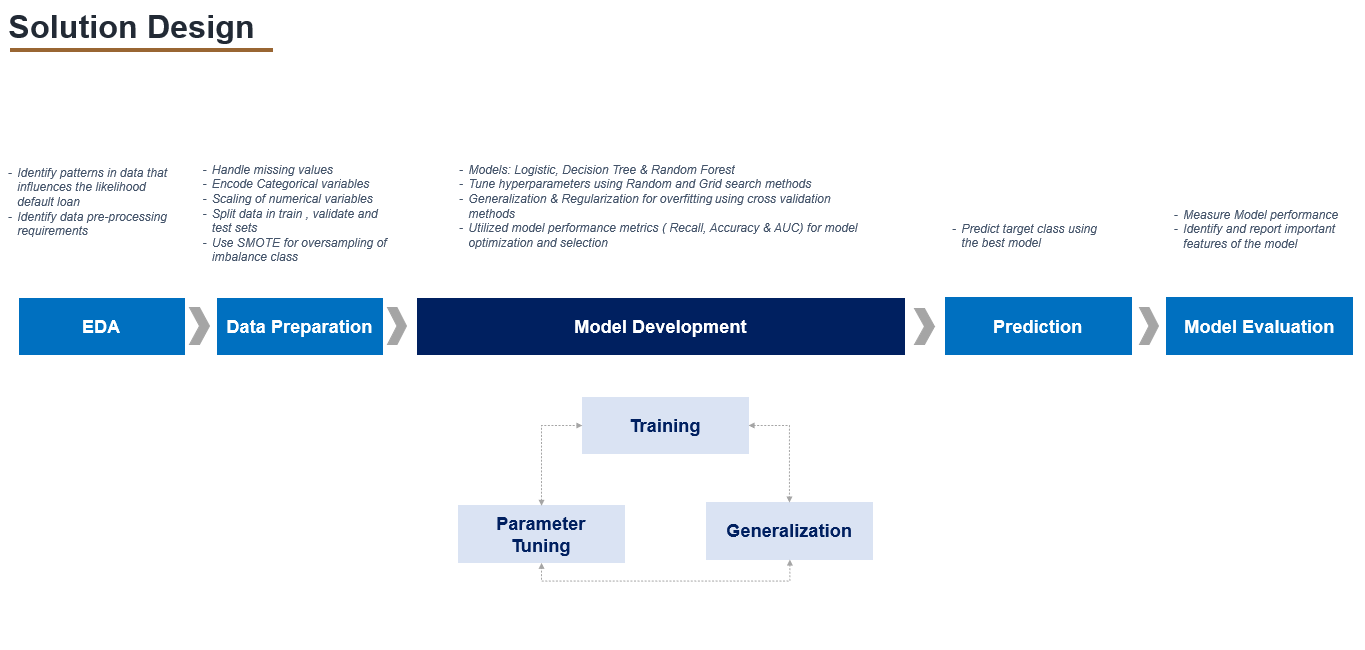 Solution Design
- Identify patterns in data that
influences the likelihood
default loan
- Identify data pre-processing
requirements
- Handle missing values
- Encode Categorical variables
- Scaling of numerical variables
- Split data in train , validate and
test sets
- Use SMOTE for oversampling of
imbalance class
- Models: Logistic, Decision Tree & Random Forest
- Tune hyperparameters using Random and Grid search methods
- Generalization & Regularization for overfitting using cross validation
methods
- Utilized model performance metrics ( Recall, Accuracy & AUC) for model
optimization and selection
- Predict target class using
the best model
- Measure Model performance
- Identify and report important
features of the model
EDA
Data Preparation
Model Development
Prediction
Model Evaluation
Training
Parameter
Tuning
Generalization